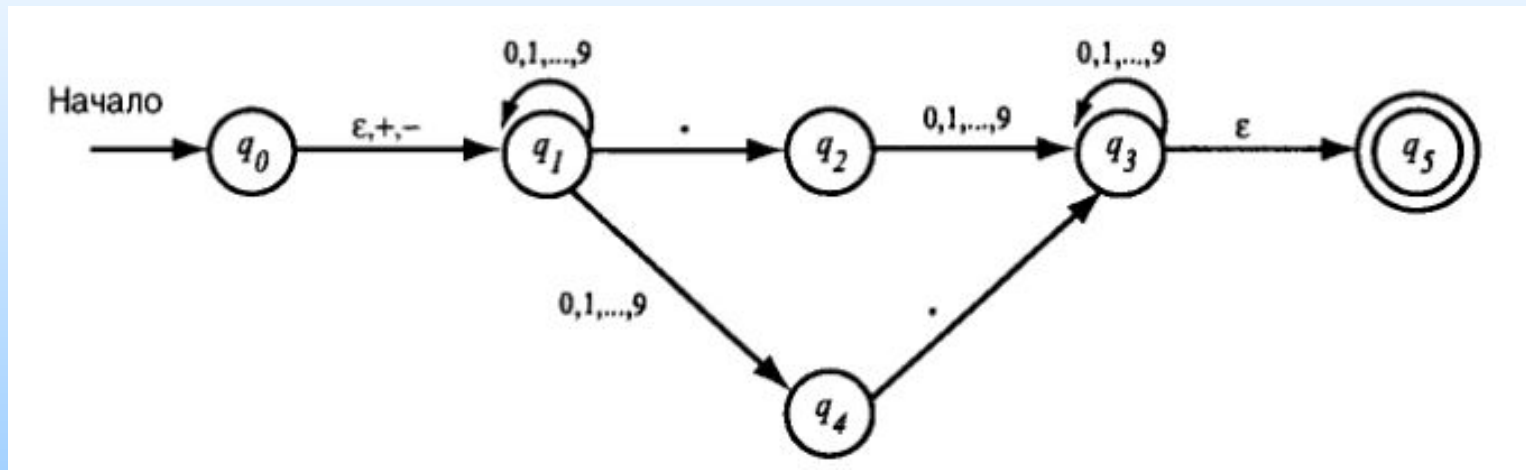 0,1,...,9 0,1,...,9
Начало
ε,+,− . 0,1,...,9 ε
q0 q1 q2 q3 q5
0,1,...,9 .
q4